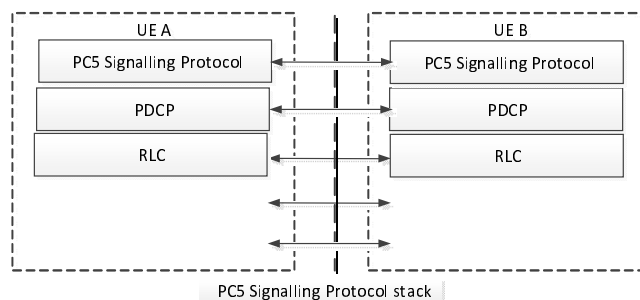 UE A
UE B
PC5 Signalling Protocol
PC5 Signalling Protocol
PDCP
PDCP
RLC
RLC
PC5 Signalling Protocol stack